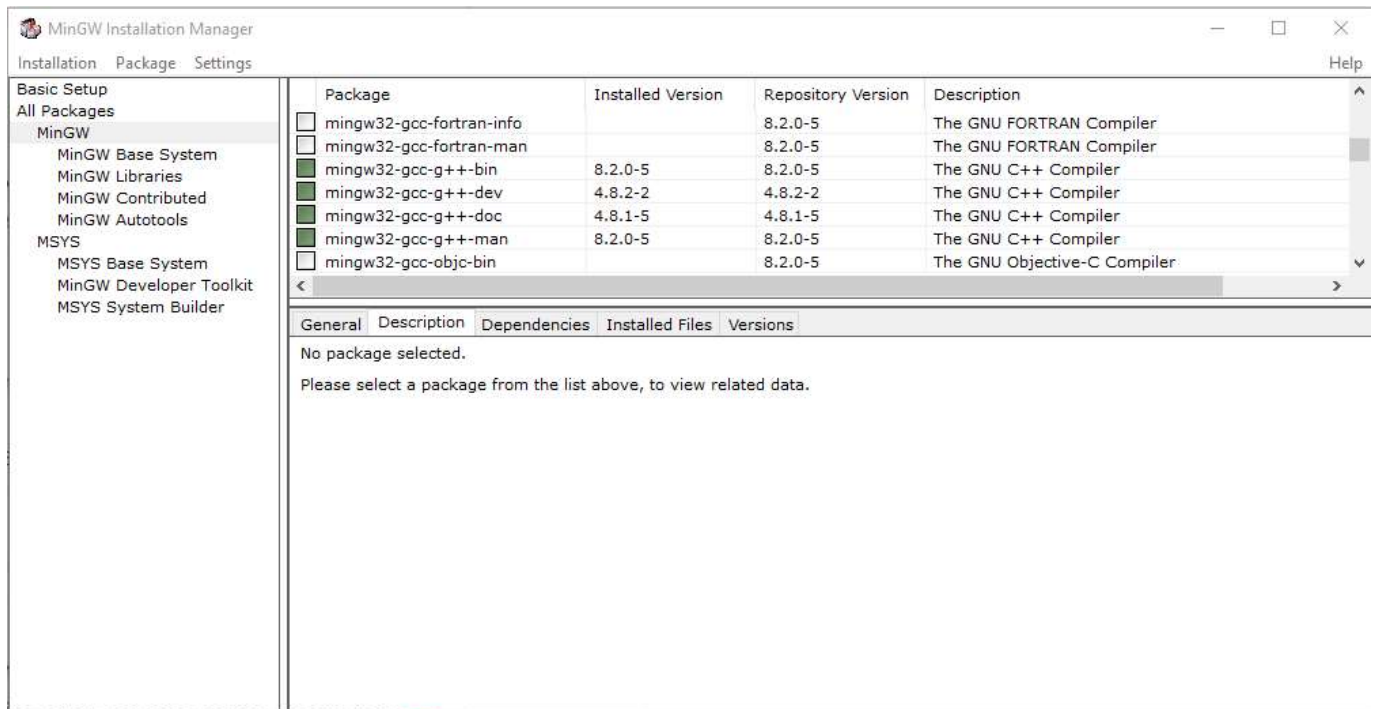 MinGW Installation Manager
Installation Package Settings Help
Basic Setup
All Packages
MinGW
MinGW Base System
MinGW Libraries
MinGW Contributed
MinGW Autotools
MSYS
MSYS Base System
MinGW Developer Toolkit
MSYS System Builder
Package Installed Version Repository Version Description
mingw32-gcc-fortran-info 8.2.0-5 The GNU FORTRAN Compiler
mingw32-gcc-fortran-man 8.2.0-5 The GNU FORTRAN Compiler
mingw32-gcc-g++-bin 8.2.0-5 8.2.0-5 The GNU C++ Compiler
mingw32-gcc-g++-dev 4.8.2-2 4.8.2-2 The GNU C++ Compiler
mingw32-gcc-g++-doc 4.8.1-5 4.8.1-5 The GNU C++ Compiler
mingw32-gcc-g++-man 8.2.0-5 8.2.0-5 The GNU C++ Compiler
mingw32-gcc-objc-bin 8.2.0-5 The GNU Objective-C Compiler
General Description Dependencies Installed Files Versions
No package selected.
Please select a package from the list above, to view related data.